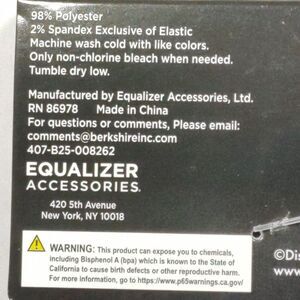 98% Polyester
2% Spandex Exclusive of Elastic
Machine wash cold with like colors.
Only non-chlorine bleach when needed.
Tumble dry low.
Manufactured by Equalizer Accessories, Ltd.
RN 86978 Made in China
For questions or comments, Please email:
comments@berkshireinc.com
407-B25-008262
EQUALIZER
ACCESSORIES.
420 5th Avenue
New York, NY 10018
WARNING: This product can expose you to chemicals,
including Bisphenol A (bpa) which is known to the State of
California to cause birth defects or other reproductive harm.
For more information, go to https://www.p65warnings.ca.gov/
©Dis